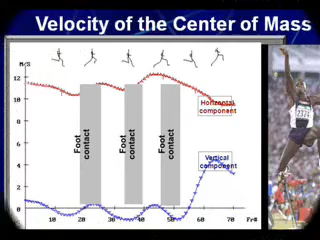 Velocity of the Center of Mass
M/S
12
10
8
6
4
2
0
Foot
contact
Foot
contact
Foot
contact
Horizontal
component
Vertical
component
10
20
30
40
50
60
70
Fr#